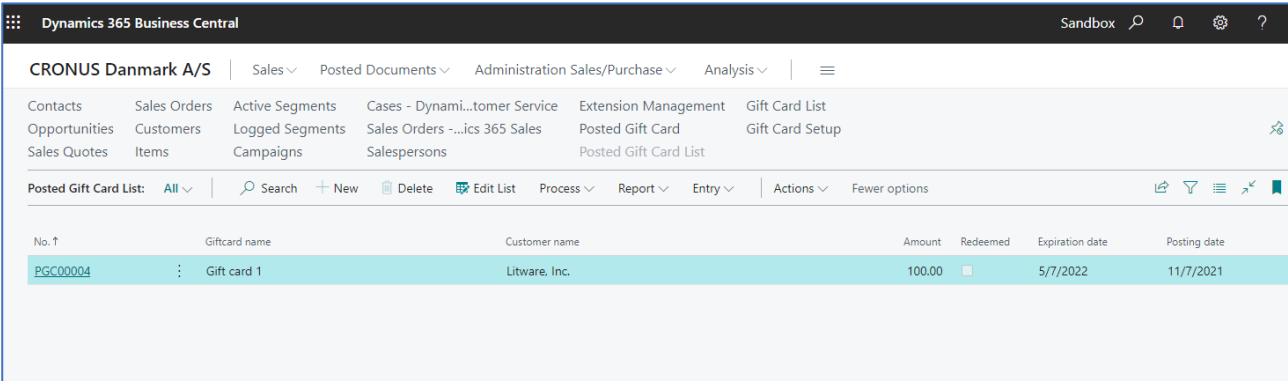 Dynamics 365 Business Central Sandbox ?
CRONUS Danmark A/S Sales Posted Documents Administration Sales/Purchase Analysis
Contacts Sales Orders Active Segments Cases - Dynami...tomer Service Extension Management Gift Card List
Opportunities Customers Logged Segments Sales Orders -...ics 365 Sales Posted Gift Card Gift Card Setup
Sales Quotes Items Campaigns Salespersons Posted Gift Card List
Posted Gift Card List: All Search New Delete Edit List Process Report Entry Actions Fewer options
No. ↑ Giftcard name Customer name Amount Redeemed Expiration date Posting date
PGC00004 Gift card 1 Litware, Inc. 100.00 5/7/2022 11/7/2021